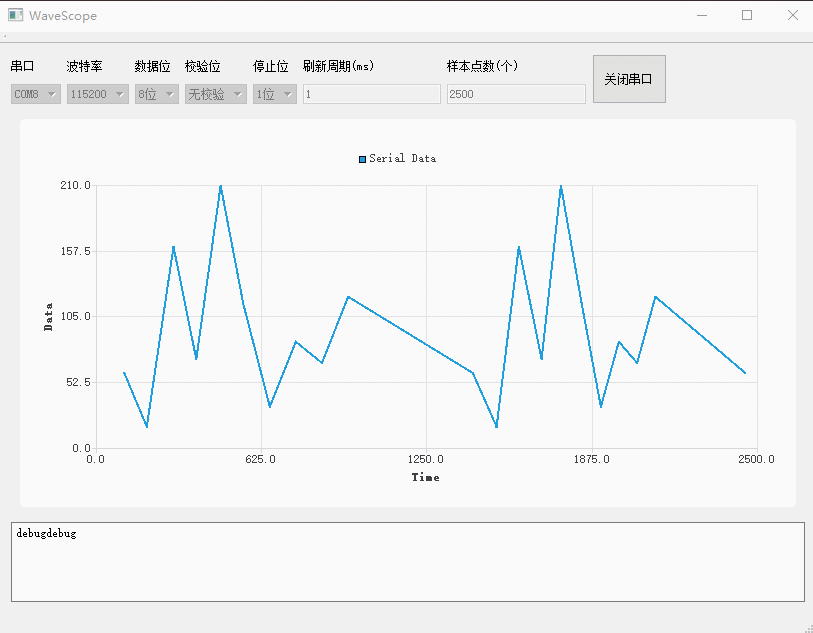 WaveScope
串口 波特率 数据位 校验位 停止位 刷新周期(ms) 样本点数(个)
COM8 115200 8位 无校验 1位 1 2500 关闭串口
Serial Data
210.0
157.5
105.0
52.5
0.0
Data
0.0 625.0 1250.0 1875.0 2500.0
Time
debugdebug